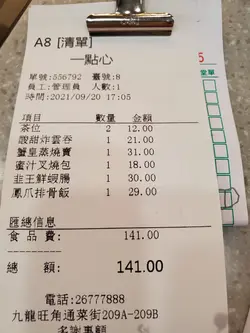 A8 [清單]
一點心
單號:556792 臺號:8
員工:管理員 人數:1
時間:2021/09/20 17:05
項目 數量 金額
茶位 2 12.00
酸甜炸雲吞 1 21.00
蟹皇蒸燒賣 1 31.00
蜜汁叉燒包 1 18.00
韭王鮮蝦腸 1 30.00
鳳爪排骨飯 1 29.00
匯總信息
食品費: 141.00
總額: 141.00
電話:26777888
九龍旺角通菜街209A-209B
多謝惠顧
5